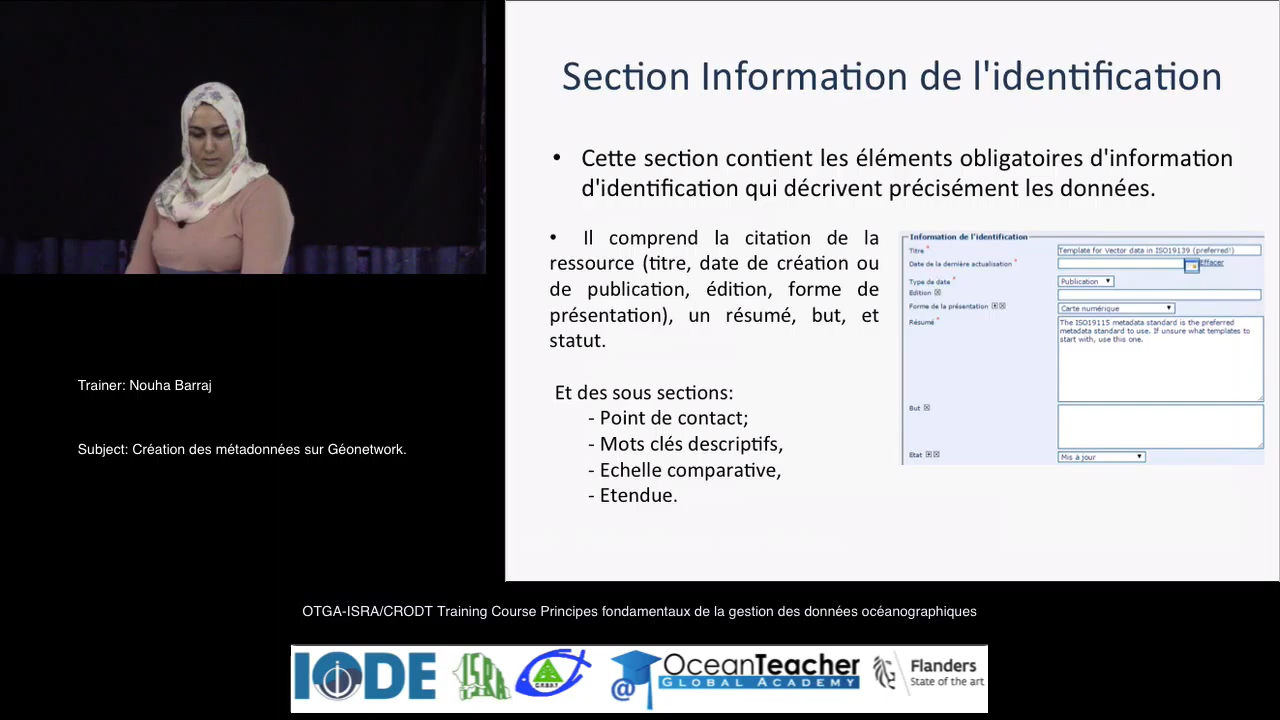 Section Information de l'identification
• Cette section contient les éléments obligatoires d'information
d'identification qui décrivent précisément les données.
• Il comprend la citation de la
ressource (titre, date de création ou
de publication, édition, forme de
présentation), un résumé, but, et
statut.
Et des sous sections:
- Point de contact;
- Mots clés descriptifs,
- Echelle comparative,
- Etendue.
Information de l'identification
Titre * Template for Vector data in ISO19139 (preferred!)
Date de la dernière actualisation * Effacer
Type de date * Publication
Edition
Forme de la présentation Carte numérique
Résumé * The ISO19115 metadata standard is the preferred
metadata standard to use. If unsure what templates to
start with, use this one.
But
Etat Mis à jour
Trainer: Nouha Barraj
Subject: Création des métadonnées sur Géonetwork.
OTGA-ISRA/CRODT Training Course Principes fondamentaux de la gestion des données océanographiques
IODE
ISRA
OceanTeacher
GLOBAL ACADEMY
@
Flanders
State of the art